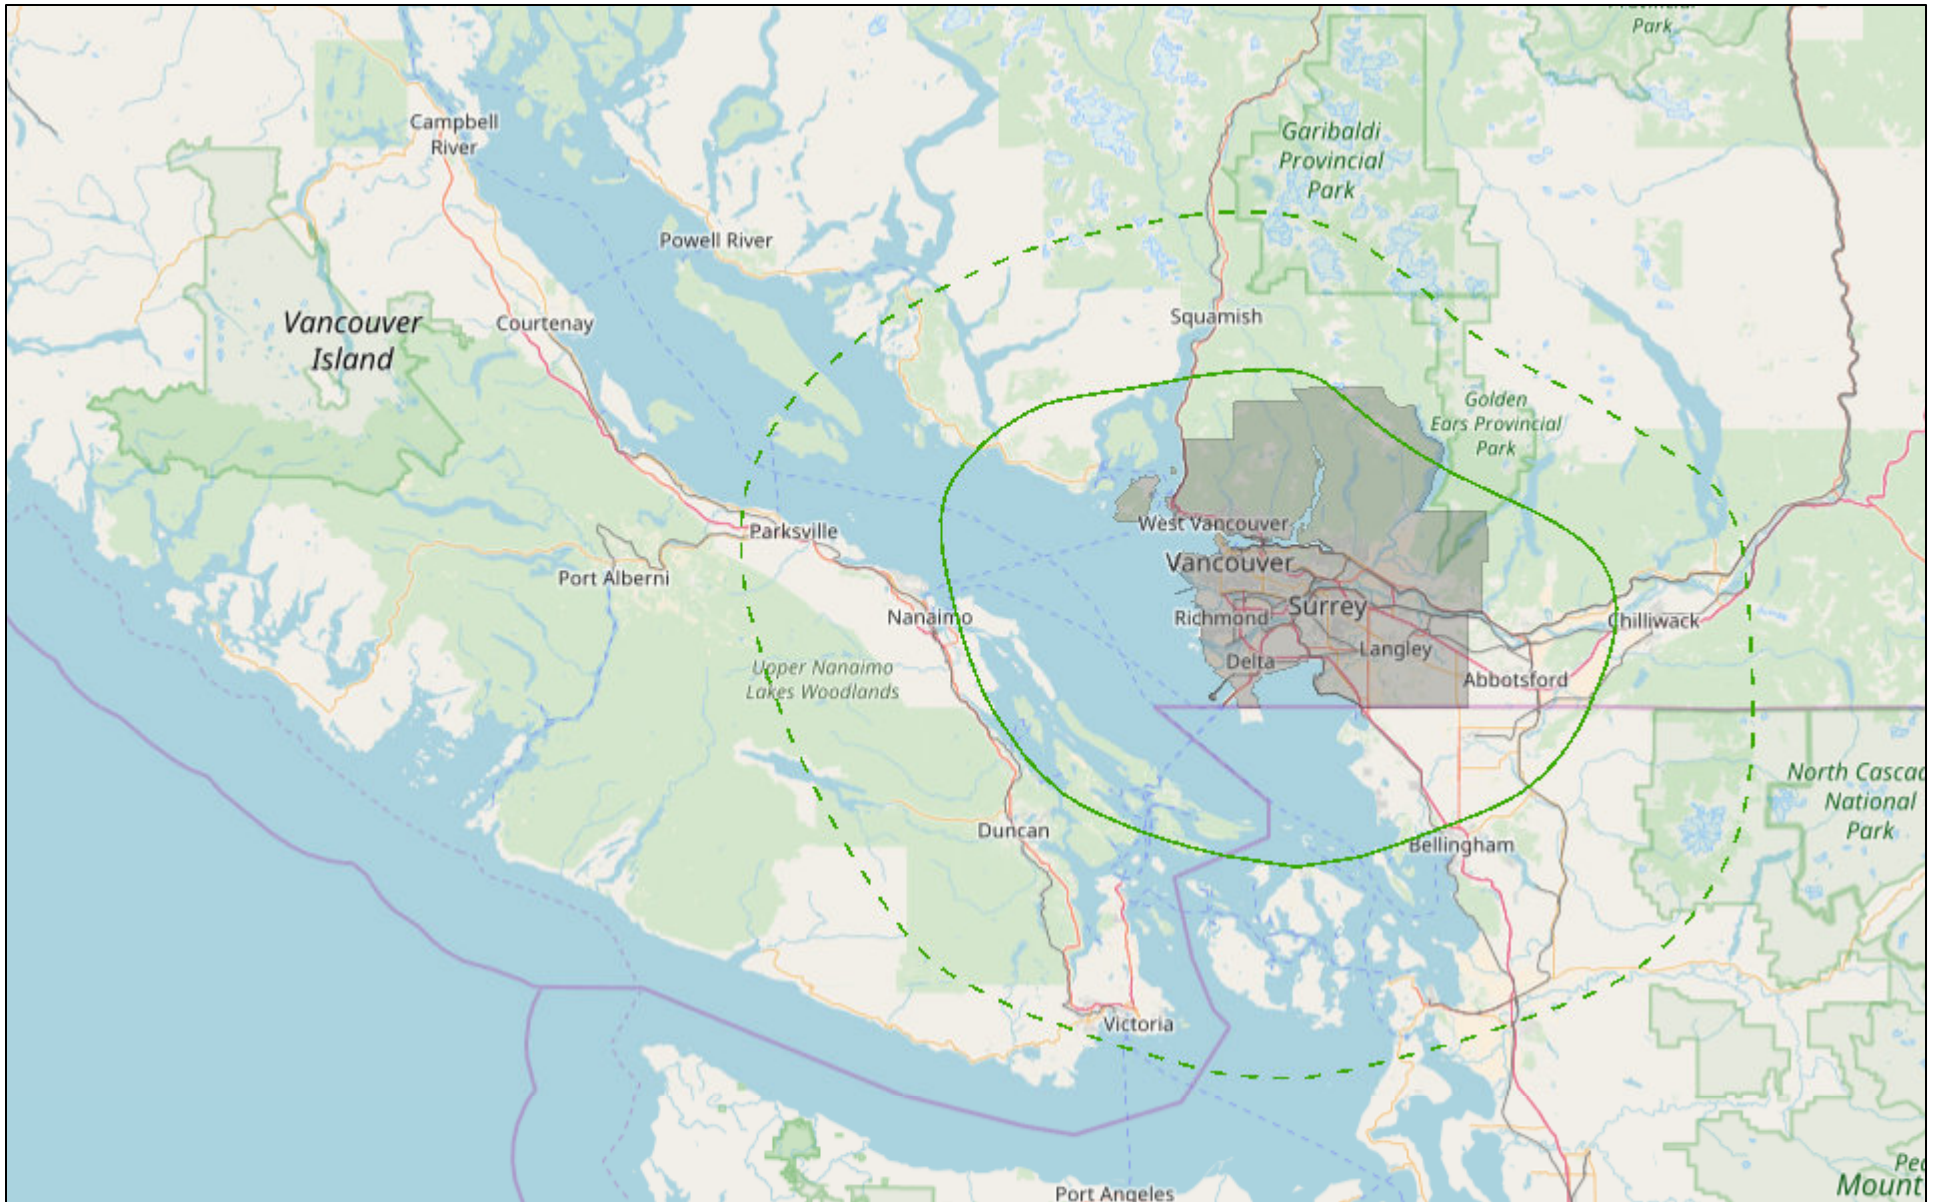 Provincial
Park
Campbell
River
Garibaldi
Provincial
Park
Powell River
Vancouver
Island
Courtenay
Squamish
Golden
Ears Provincial
Park
West Vancouver
Parksville
Vancouver
Port Alberni
Surrey
Nanaimo
Richmond
Chilliwack
Langley
Delta
Upper Nanaimo
Lakes Woodlands
Abbotsford
North Casca
National
Park
Duncan
Bellingham
Victoria
Pe
Mount
Port Angeles